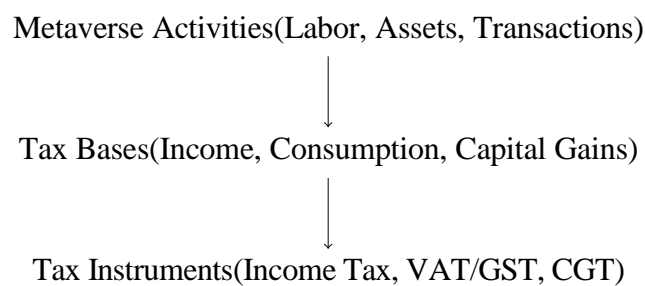 Metaverse Activities(Labor, Assets, Transactions)
Tax Bases(Income, Consumption, Capital Gains)
Tax Instruments(Income Tax, VAT/GST, CGT)